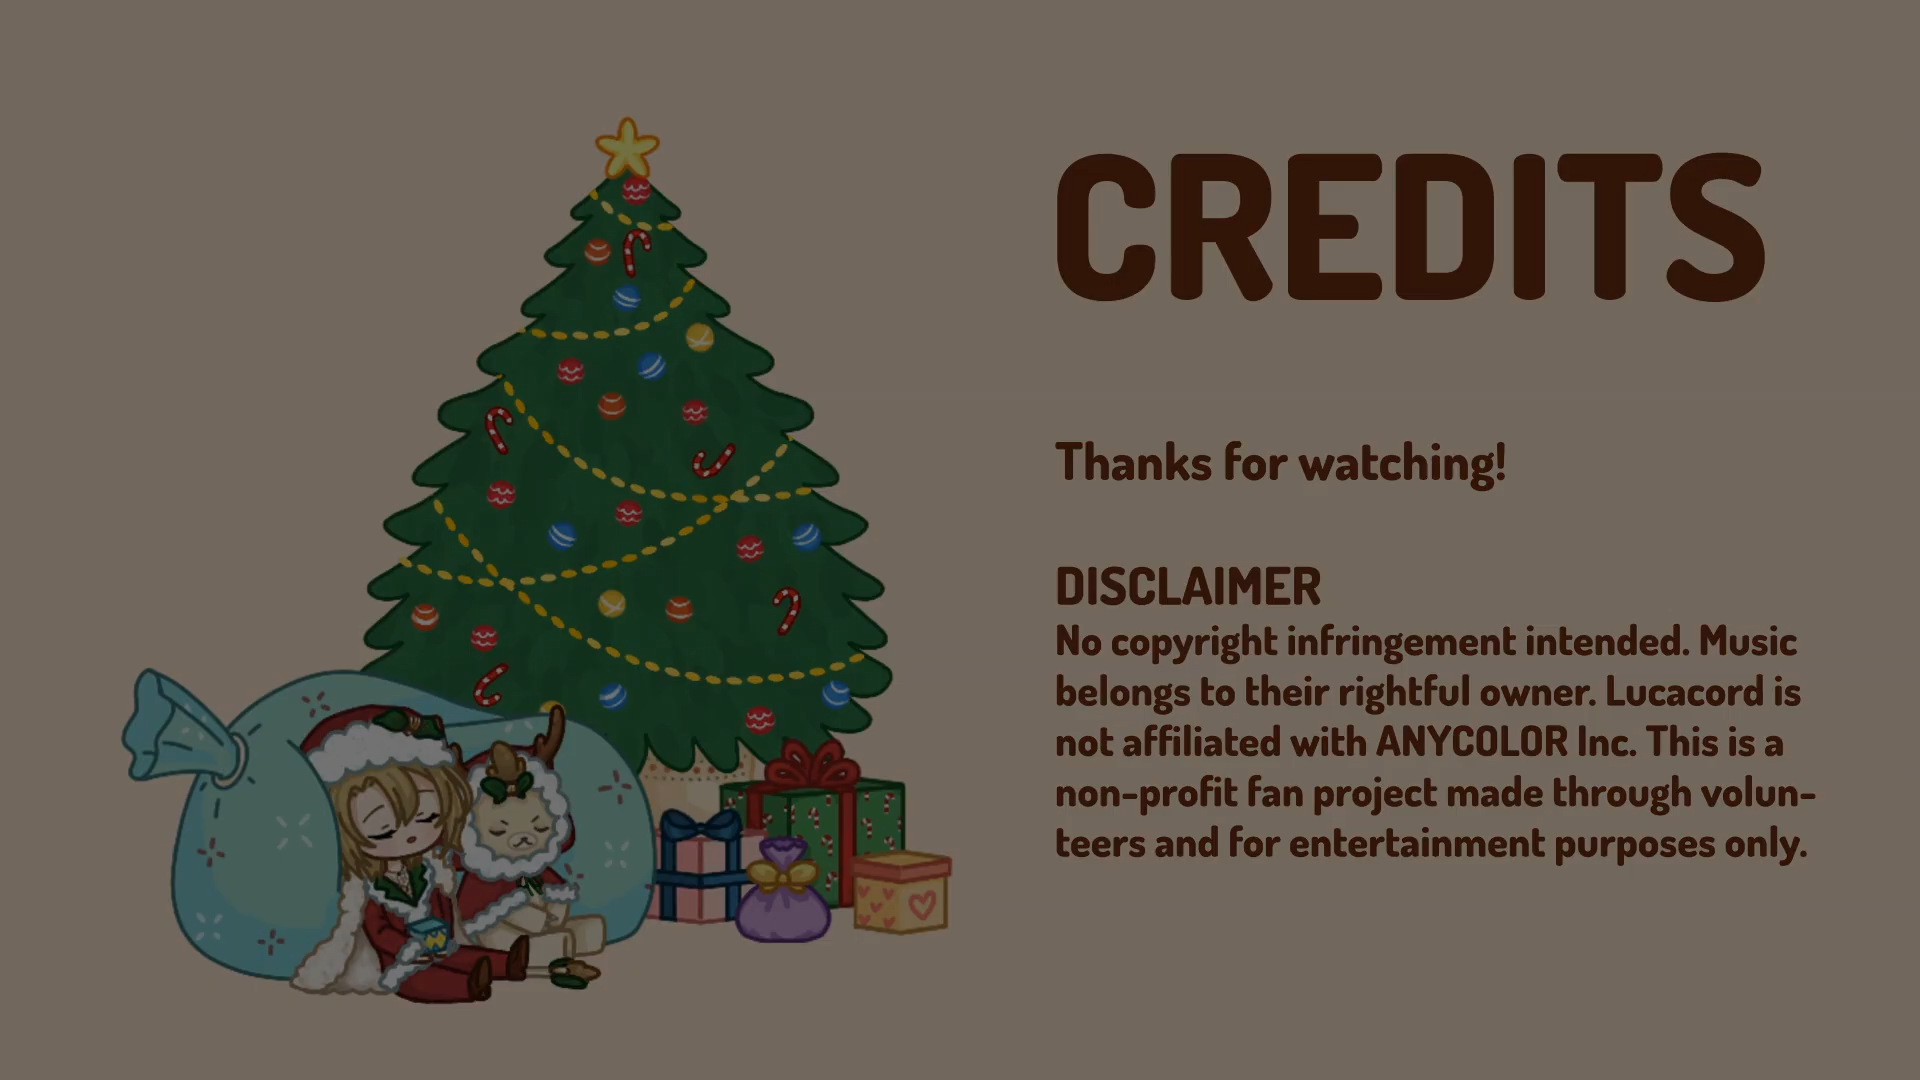 CREDITS
Thanks for watching!
DISCLAIMER
No copyright infringement intended. Music
belongs to their rightful owner. Lucacord is
not affiliated with ANYCOLOR Inc. This is a
non-profit fan project made through volun-
teers and for entertainment purposes only.